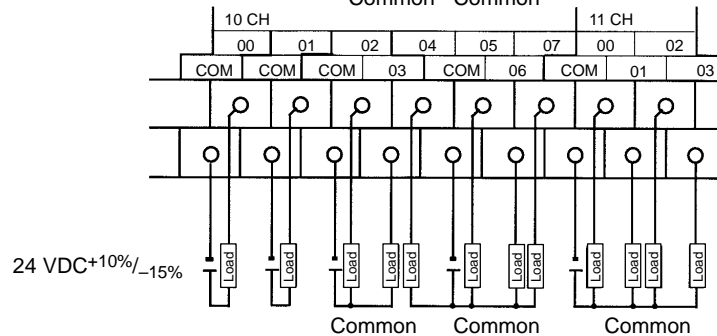 Common Common
10 CH 11 CH
00 01 02 04 05 07 00 02
COM COM COM 03 COM 06 COM 01 03
24 VDC+10%/–15%
Load Load Load Load Load Load Load Load Load Load Load
Common Common Common